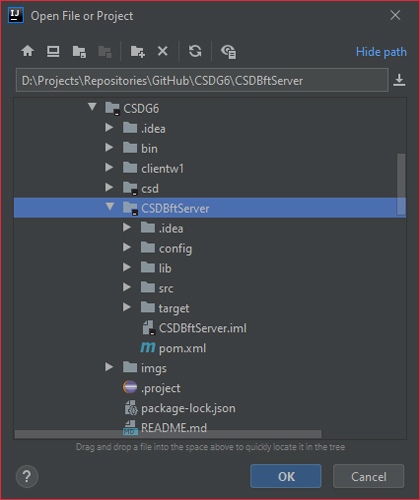 IJ Open File or Project
Hide path
D:\Projects\Repositories\GitHub\CSDG6\CSDBftServer
CSDG6
.idea
bin
clientw1
csd
CSDBftServer
.idea
config
lib
src
target
CSDBftServer.iml
m pom.xml
imgs
.project
package-lock.json
README.md
Drag and drop a file into the space above to quickly locate it in the tree
? OK Cancel